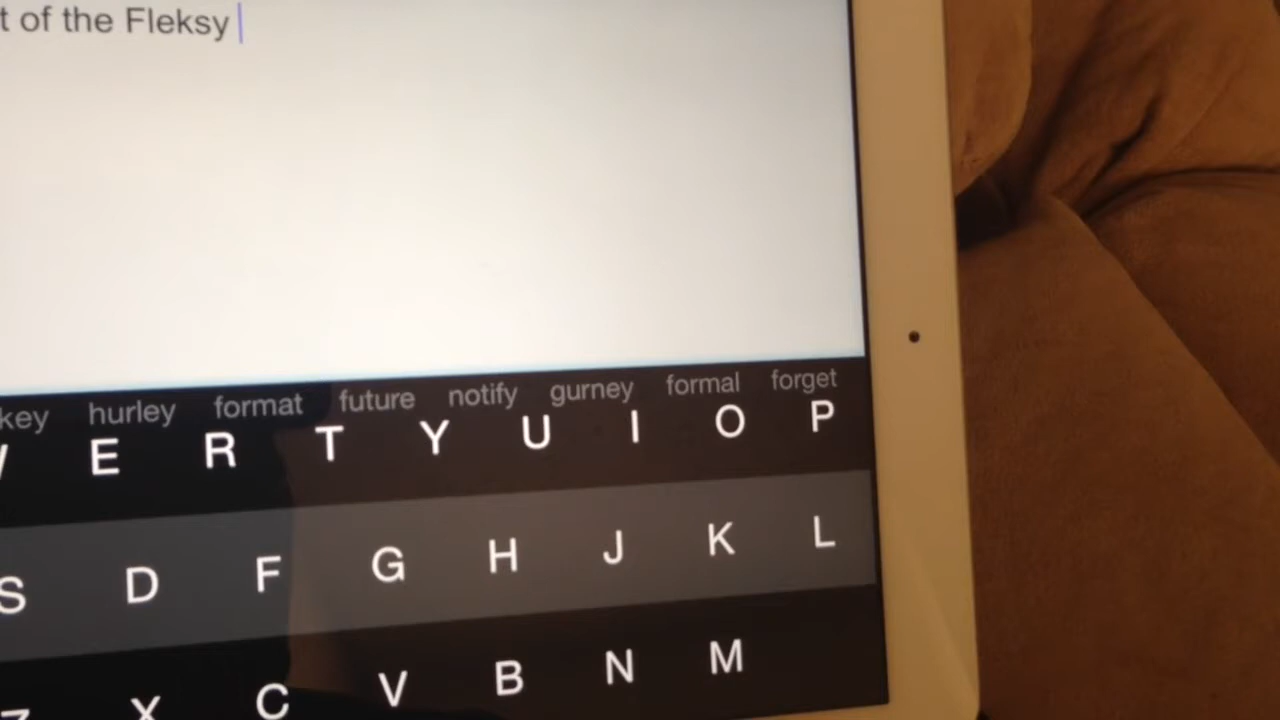 t of the Fleksy
key hurley format future notify gurney formal forget
E R T Y U I O P
S D F G H J K L
Z X C V B N M